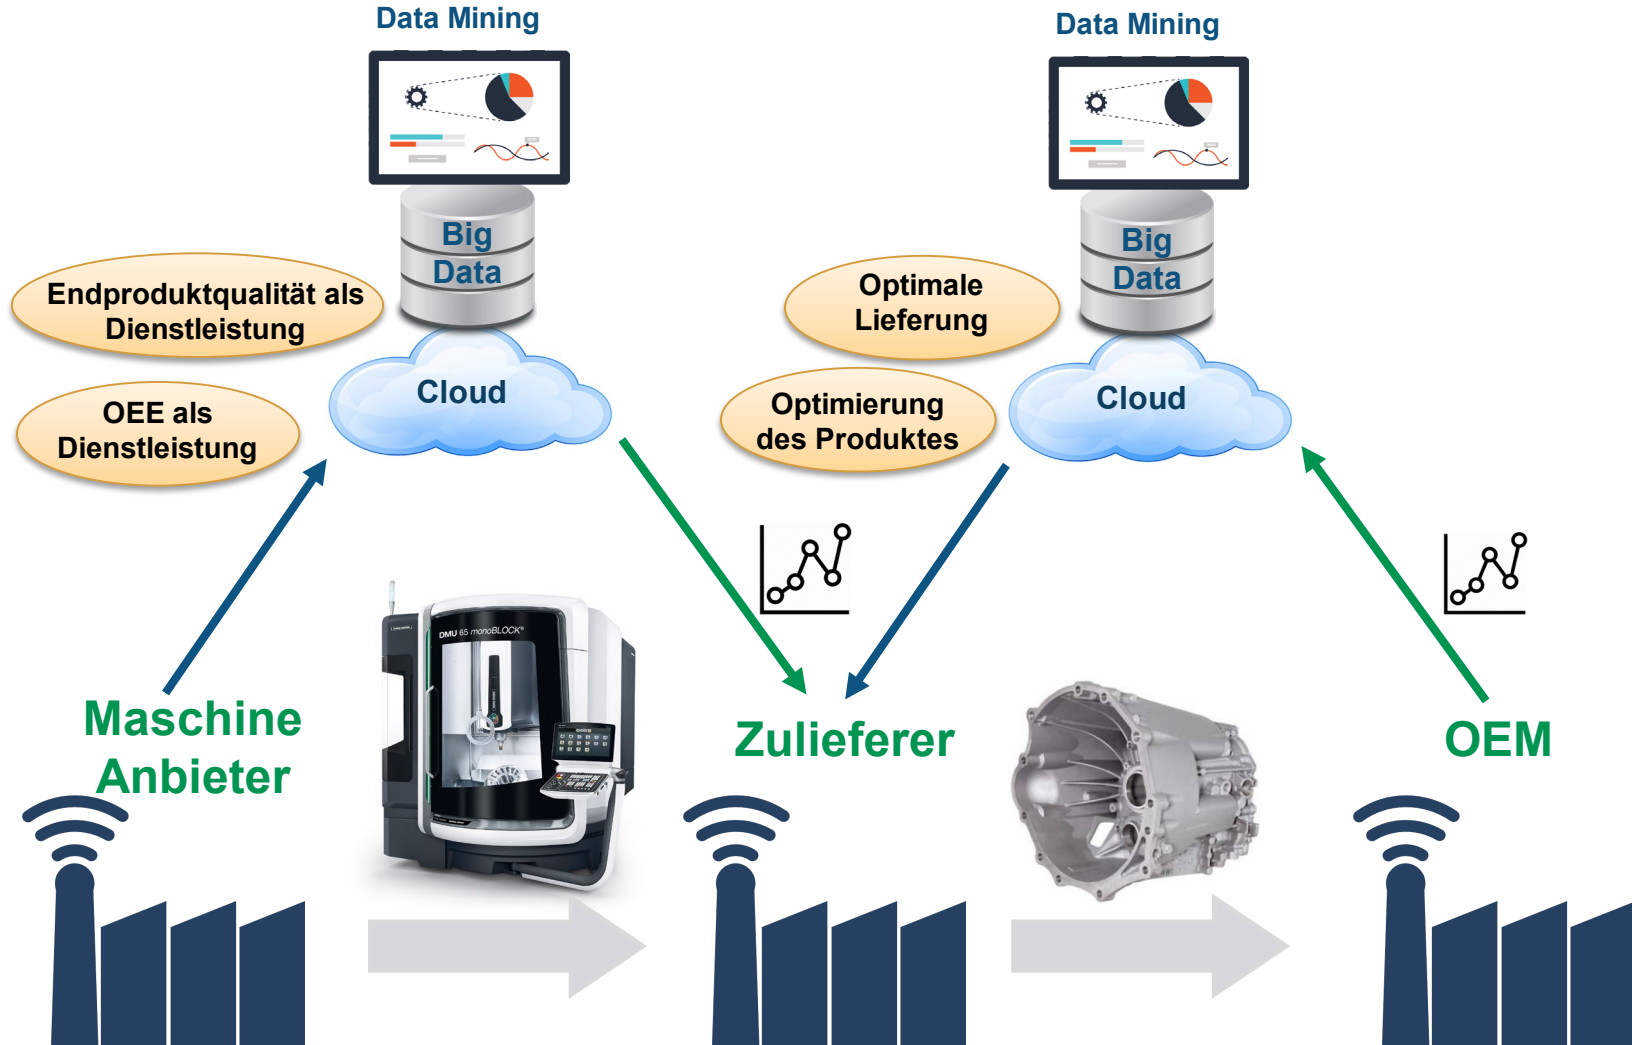 Data Mining
Big
Data
Endproduktqualität als
Dienstleistung
Cloud
OEE als
Dienstleistung
Data Mining
Big
Data
Optimale
Lieferung
Cloud
Optimierung
des Produktes
DMU 65 monoBLOCK®
Maschine
Anbieter
Zulieferer
OEM